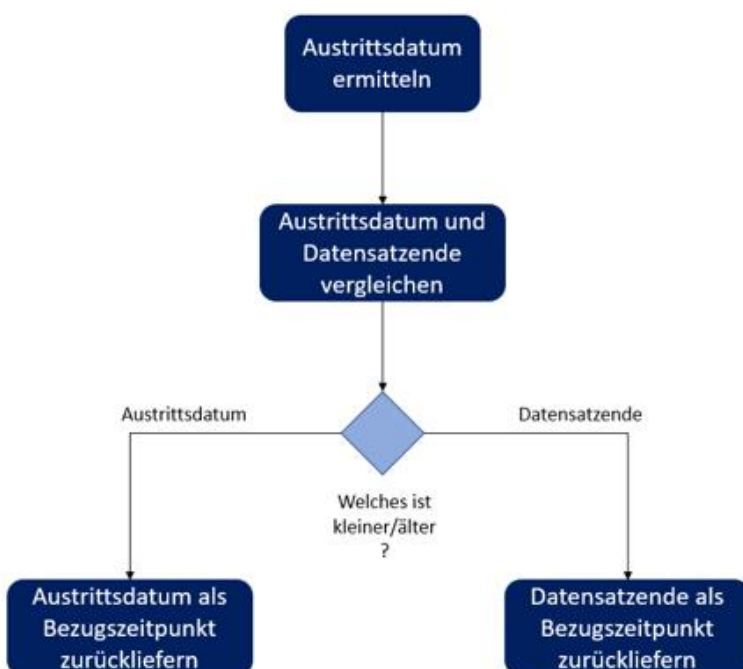 Austrittsdatum
ermitteln
Austrittsdatum und
Datensatzende
vergleichen
Austrittsdatum
Datensatzende
Welches ist
kleiner/älter
?
Austrittsdatum als
Bezugszeitpunkt
zurückliefern
Datensatzende als
Bezugszeitpunkt
zurückliefern